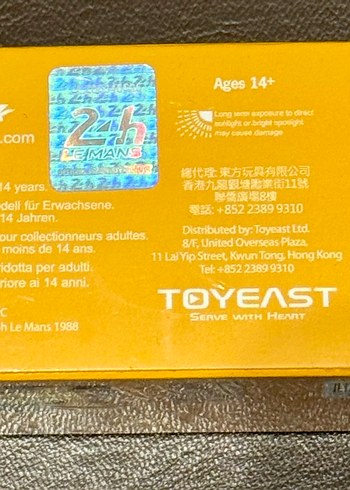 Ages 14+
24h
LE MANS
Long term exposure to direct
sunlight or bright spotlight
may cause damage
.com
14 years.
dell für Erwachsene.
14 Jahren.
our collectionneurs adultes.
moins de 14 ans.
ridotta per adulti.
riore ai 14 anni.
C
h Le Mans 1988
總代理: 東方玩具有限公司
香港九龍觀塘勵業街11號
聯僑廣場8樓
電話: +852 2389 9310
Distributed by: Toyeast Ltd.
8/F, United Overseas Plaza,
11 Lai Yip Street, Kwun Tong, Hong Kong
Tel: +852 2389 9310
TOYEAST
SERVE WITH HEART